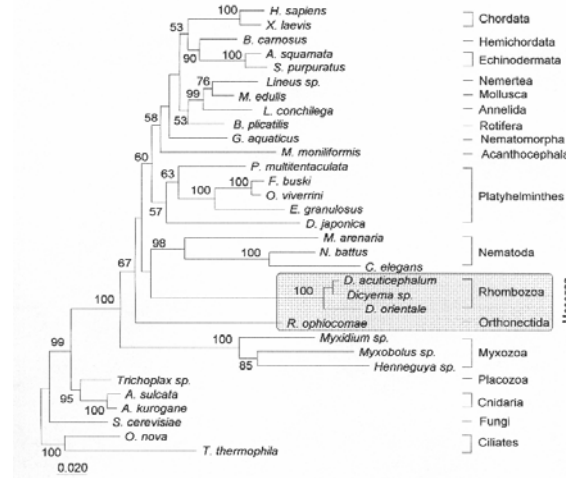 53
100
H. sapiens
X. laevis
Chordata
B. carnosus
Hemichordata
90
100
A. squamata
S. purpuratus
Echinodermata
76
Lineus sp.
Nemertea
99
M. edulis
Mollusca
L. conchilega
Annelida
53
B. plicatilis
Rotifera
58
G. aquaticus
Nematomorpha
M. moniliformis
Acanthocephala
60
63
P. multitentaculata
100
F. buski
O. viverrini
Platyhelminthes
100
E. granulosus
57
D. japonica
98
M. arenaria
100
N. battus
Nematoda
C. elegans
67
100
D. acuticephalum
Dicyema sp.
Rhombozoa
D. orientale
R. ophiocomae
Orthonectida
100
100
Myxidium sp.
Myxobolus sp.
Myxozoa
85
Henneguya sp.
99
Trichoplax sp.
Placozoa
95
A. sulcata
100
A. kurogane
Cnidaria
S. cerevisiae
Fungi
O. nova
Ciliates
100
T. thermophila
0.020